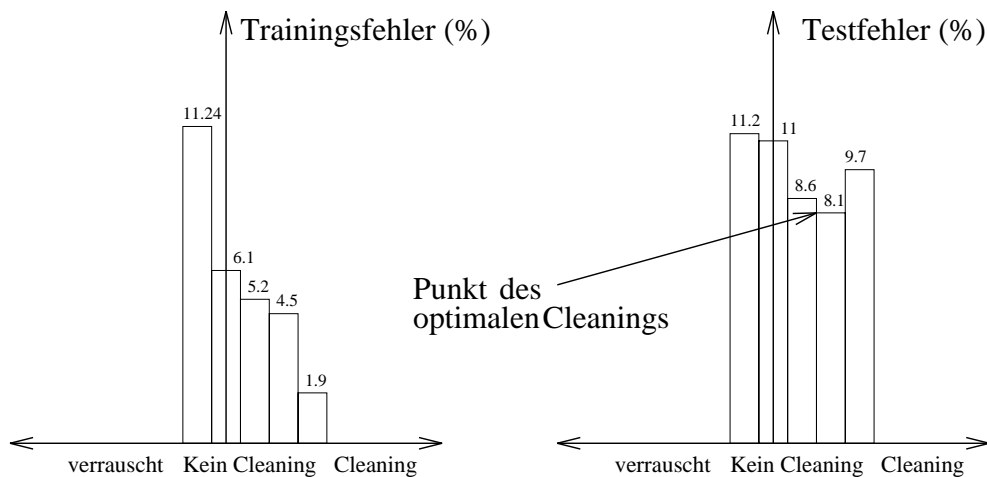 Trainingsfehler (%)
11.24
6.1
5.2
4.5
1.9
verrauscht Kein Cleaning Cleaning
Testfehler (%)
11.2
11
8.6
8.1
9.7
Punkt des
optimalen Cleanings
verrauscht Kein Cleaning Cleaning